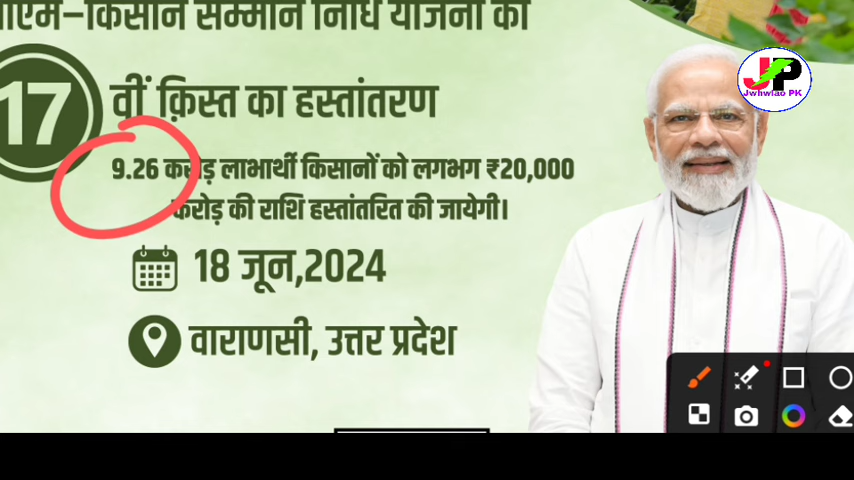 पीएम–किसान सम्मान निधि योजना की
17 वीं क़िस्त का हस्तांतरण
9.26 करोड़ लाभार्थी किसानों को लगभग ₹20,000
करोड़ की राशि हस्तांतरित की जायेगी।
18 जून,2024
वाराणसी, उत्तर प्रदेश
JP
Jwhwlao PK